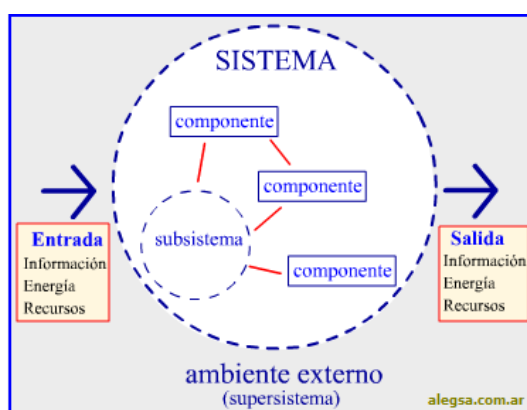 SISTEMA
componente
componente
subsistema
componente
Entrada
Información
Energía
Recursos
Salida
Información
Energía
Recursos
ambiente externo
(supersistema)
alegsa.com.ar